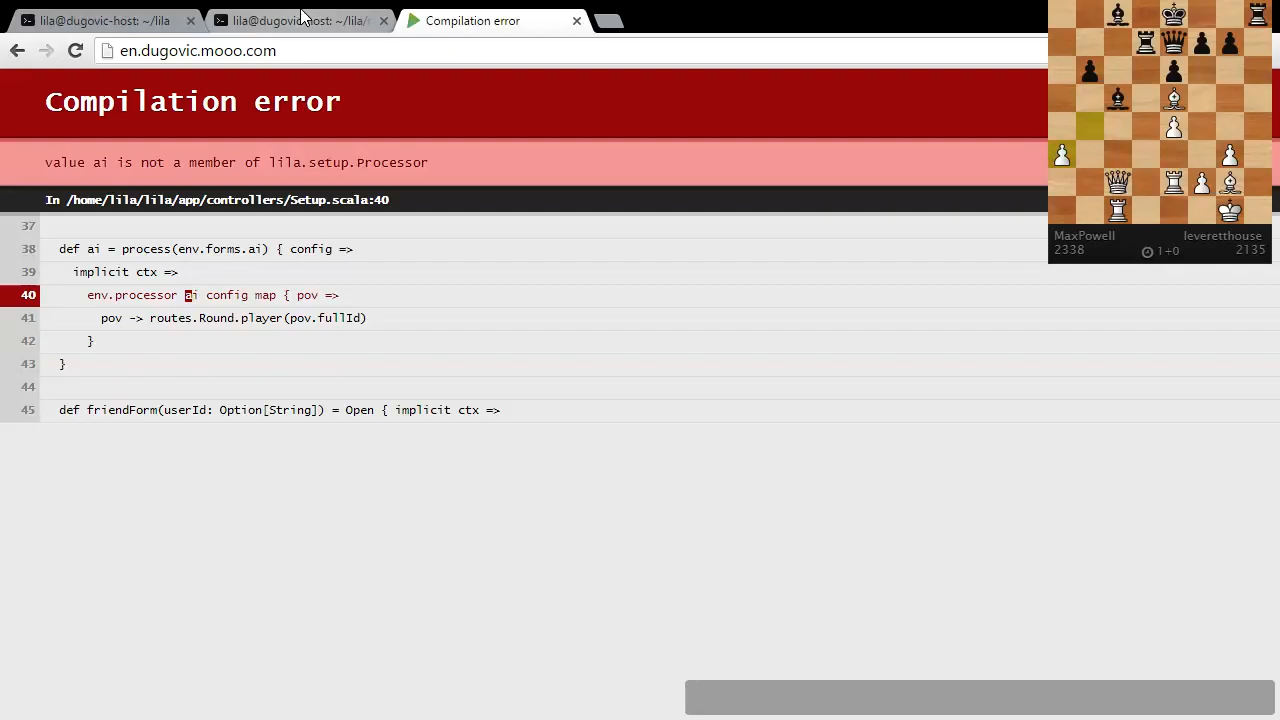 lila@dugovic-host: ~/lila
lila@dugovic-host: ~/lila/
Compilation error
en.dugovic.mooo.com
Compilation error
value ai is not a member of lila.setup.Processor
In /home/lila/lila/app/controllers/Setup.scala:40
37
38 def ai = process(env.forms.ai) { config =>
39 implicit ctx =>
40 env.processor ai config map { pov =>
41 pov -> routes.Round.player(pov.fullId)
42 }
43 }
44
45 def friendForm(userId: Option[String]) = Open { implicit ctx =>
MaxPowell leveretthouse
2338 1+0 2135